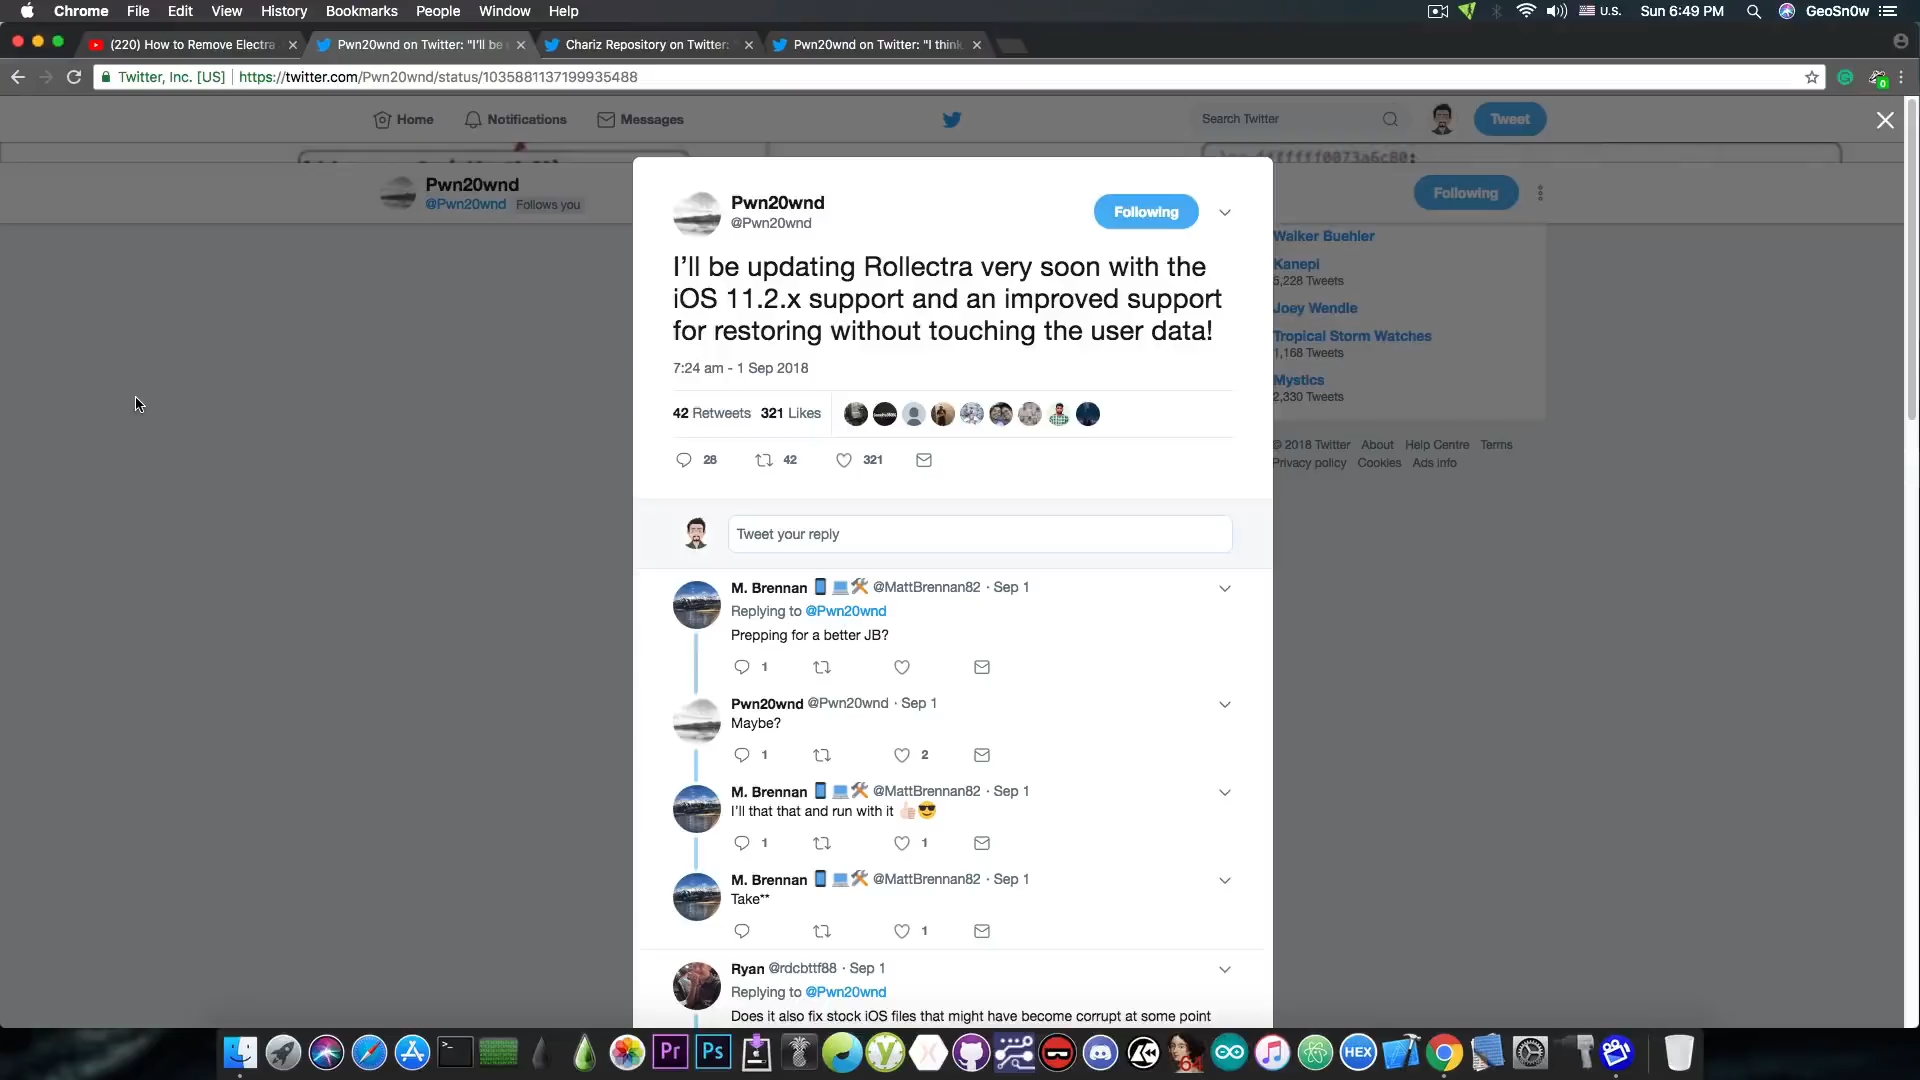 Chrome File Edit View History Bookmarks People Window Help U.S. Sun 6:49 PM GeoSn0w
(220) How to Remove Electra Pwn20wnd on Twitter: "I'll be Chariz Repository on Twitter: Pwn20wnd on Twitter: "I think
Twitter, Inc. [US] https://twitter.com/Pwn20wnd/status/1035881137199935488
0
Home Notifications Messages Search Twitter Tweet
Pwn20wnd
@Pwn20wnd Follows you
Following
Pwn20wnd
@Pwn20wnd
Following
I'll be updating Rollectra very soon with the
iOS 11.2.x support and an improved support
for restoring without touching the user data!
7:24 am - 1 Sep 2018
42 Retweets 321 Likes
28 42 321
Tweet your reply
M. Brennan @MattBrennan82 · Sep 1
Replying to @Pwn20wnd
Prepping for a better JB?
1
Pwn20wnd @Pwn20wnd · Sep 1
Maybe?
1 2
M. Brennan @MattBrennan82 · Sep 1
I'll that that and run with it
1 1
M. Brennan @MattBrennan82 · Sep 1
Take**
1
Ryan @rdcbttf88 · Sep 1
Replying to @Pwn20wnd
Does it also fix stock iOS files that might have become corrupt at some point
Walker Buehler
Kanepi
5,228 Tweets
Joey Wendle
Tropical Storm Watches
1,168 Tweets
Mystics
2,330 Tweets
© 2018 Twitter About Help Centre Terms
Privacy policy Cookies Ads info
Pr Ps 64 HEX